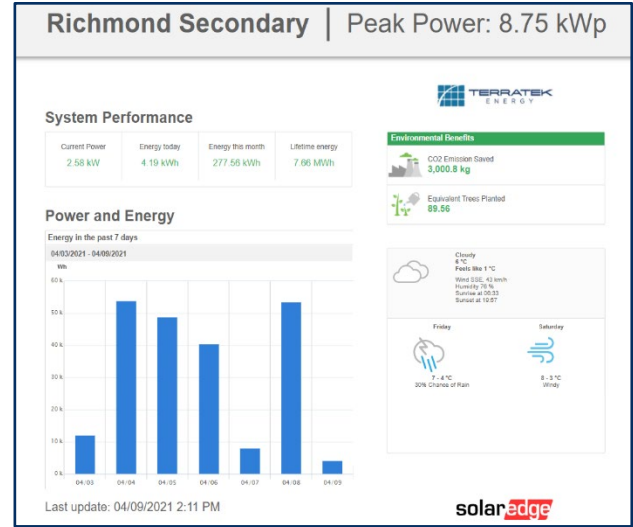 Richmond Secondary | Peak Power: 8.75 kWp
TERRATEK
ENERGY
System Performance
Current Power
2.58 kW
Energy today
4.19 kWh
Energy this month
277.56 kWh
Lifetime energy
7.66 MWh
Environmental Benefits
CO2 Emission Saved
3,000.8 kg
Equivalent Trees Planted
89.56
Power and Energy
Energy in the past 7 days
04/03/2021 - 04/09/2021
Wh
60 k
50 k
40 k
30 k
20 k
10 k
0 k
04/03
04/04
04/05
04/06
04/07
04/08
04/09
Cloudy
6 °C
Feels like 1 °C
Wind SSE, 43 km/h
Humidity 76 %
Sunrise at 06:33
Sunset at 19:57
Friday
7 - 4 °C
30% Chance of Rain
Saturday
8 - 3 °C
Windy
Last update: 04/09/2021 2:11 PM
solaredge